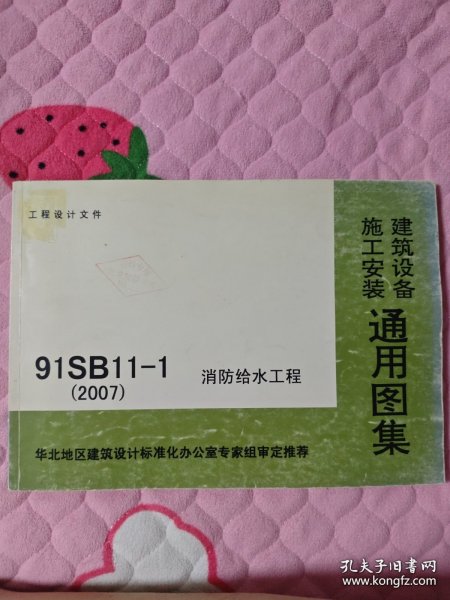 工程设计文件
建筑设备
施工安装
通用图集
91SB11-1
(2007)
消防给水工程
华北地区建筑设计标准化办公室专家组审定推荐
孔夫子旧书网
www.kongfz.com